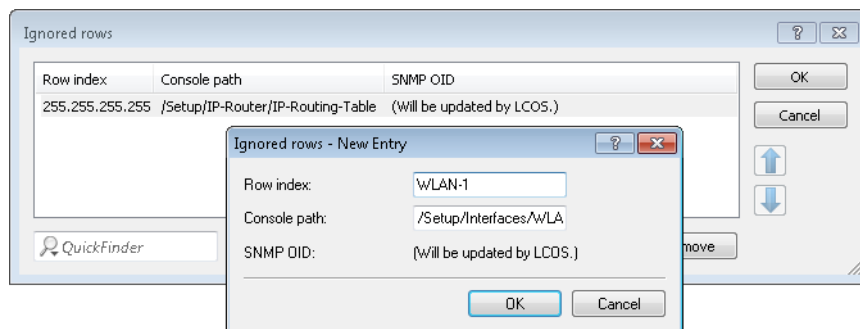 Ignored rows
Row index Console path SNMP OID
255.255.255.255 /Setup/IP-Router/IP-Routing-Table (Will be updated by LCOS.)
OK
Cancel
Ignored rows - New Entry
Row index: WLAN-1
Console path: /Setup/Interfaces/WLA
SNMP OID: (Will be updated by LCOS.)
QuickFinder
move
OK Cancel